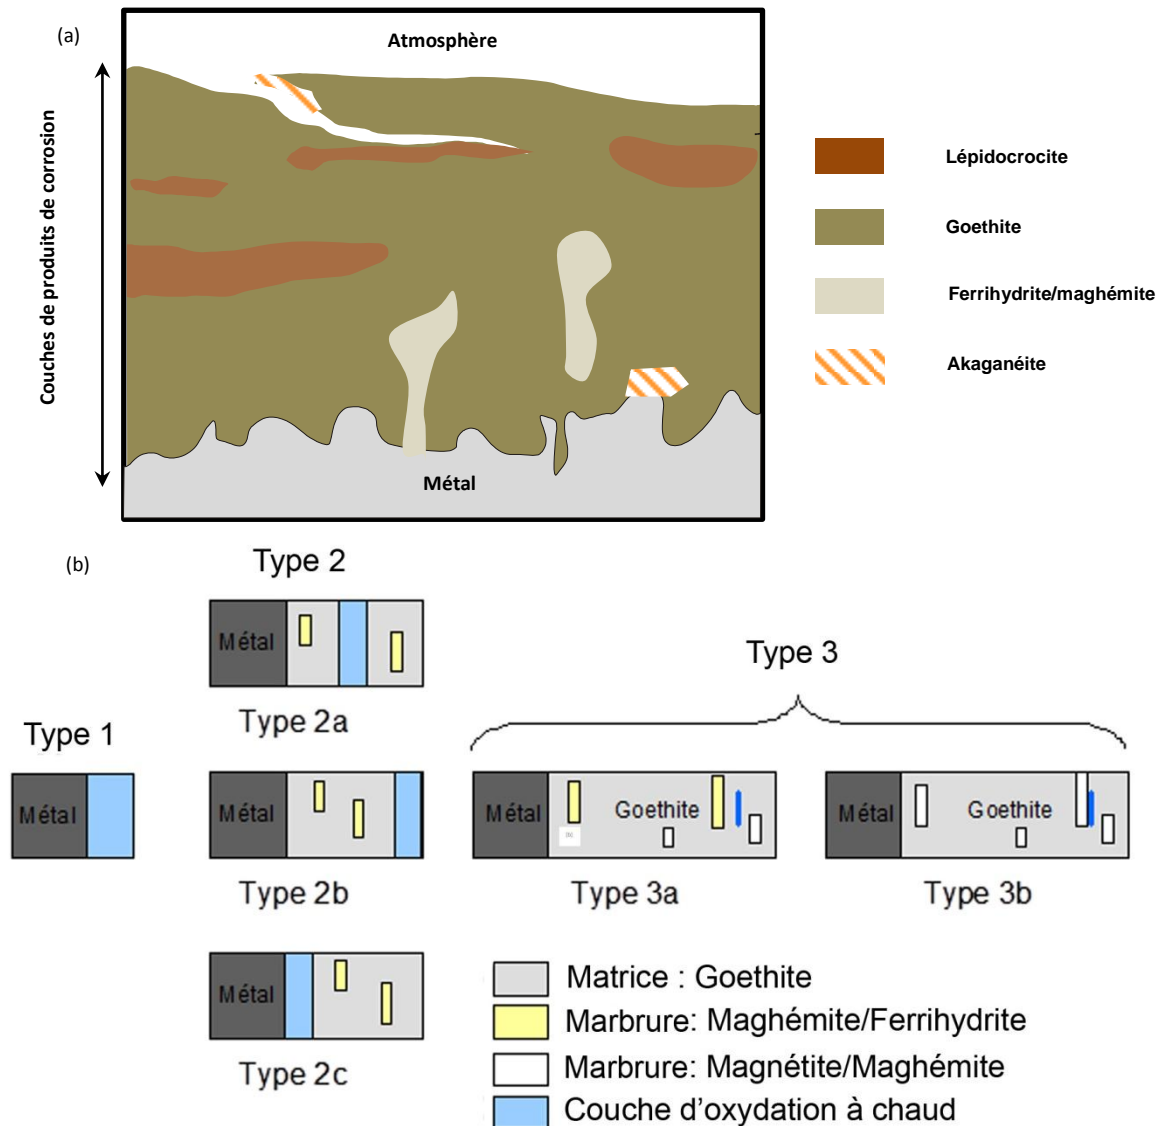 (a)
Atmosphère
Couches de produits de corrosion
Métal
Lépidocrocite
Goethite
Ferrihydrite/maghémite
Akaganéite
(b)
Type 2
Métal
Type 2a
Type 1
Métal
Métal
Type 2b
Type 3
Métal
Goethite
Type 3a
Métal
Goethite
Type 3b
Métal
Type 2c
Matrice : Goethite
Marbrure: Maghémite/Ferrihydrite
Marbrure: Magnétite/Maghémite
Couche d'oxydation à chaud